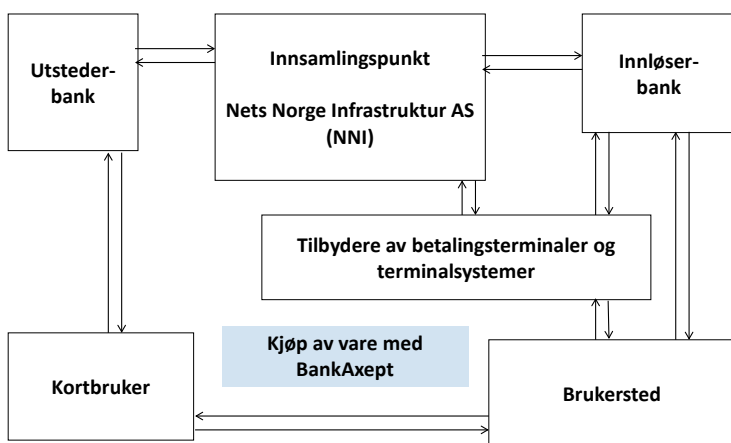 Utsteder-
bank
Innsamlingspunkt
Nets Norge Infrastruktur AS
(NNI)
Innløser-
bank
Tilbydere av betalingsterminaler og
terminalsystemer
Kortbruker
Kjøp av vare med
BankAxept
Brukersted